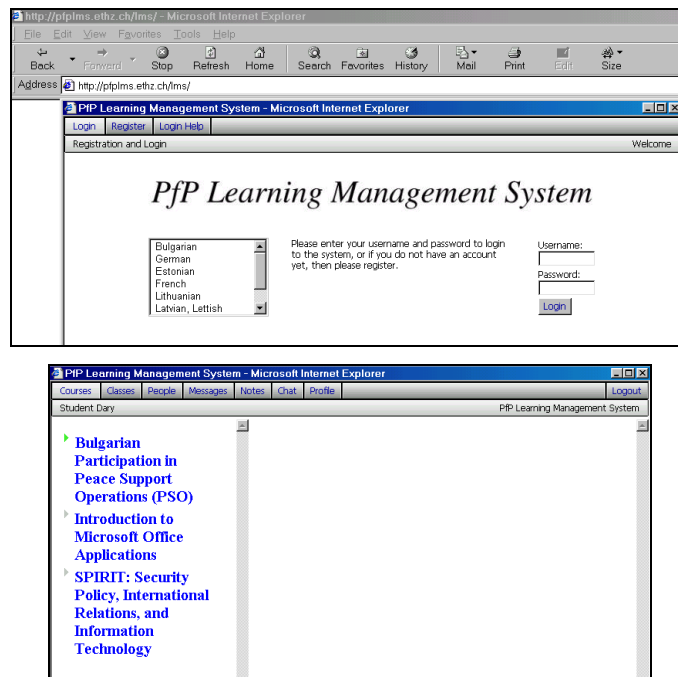 http://pfplms.ethz.ch/lms/ - Microsoft Internet Explorer
File Edit View Favorites Tools Help
Back Forward Stop Refresh Home Search Favorites History Mail Print Edit Size
Address http://pfplms.ethz.ch/lms/
PfP Learning Management System - Microsoft Internet Explorer
Login Register Login Help
Registration and Login Welcome
PfP Learning Management System
Bulgarian
German
Estonian
French
Lithuanian
Latvian, Lettish
Please enter your username and password to login
to the system, or if you do not have an account
yet, then please register.
Username:
Password:
Login
PfP Learning Management System - Microsoft Internet Explorer
Courses Classes People Messages Notes Chat Profile Logout
Student Dary PfP Learning Management System
Bulgarian
Participation in
Peace Support
Operations (PSO)
Introduction to
Microsoft Office
Applications
SPIRIT: Security
Policy, International
Relations, and
Information
Technology